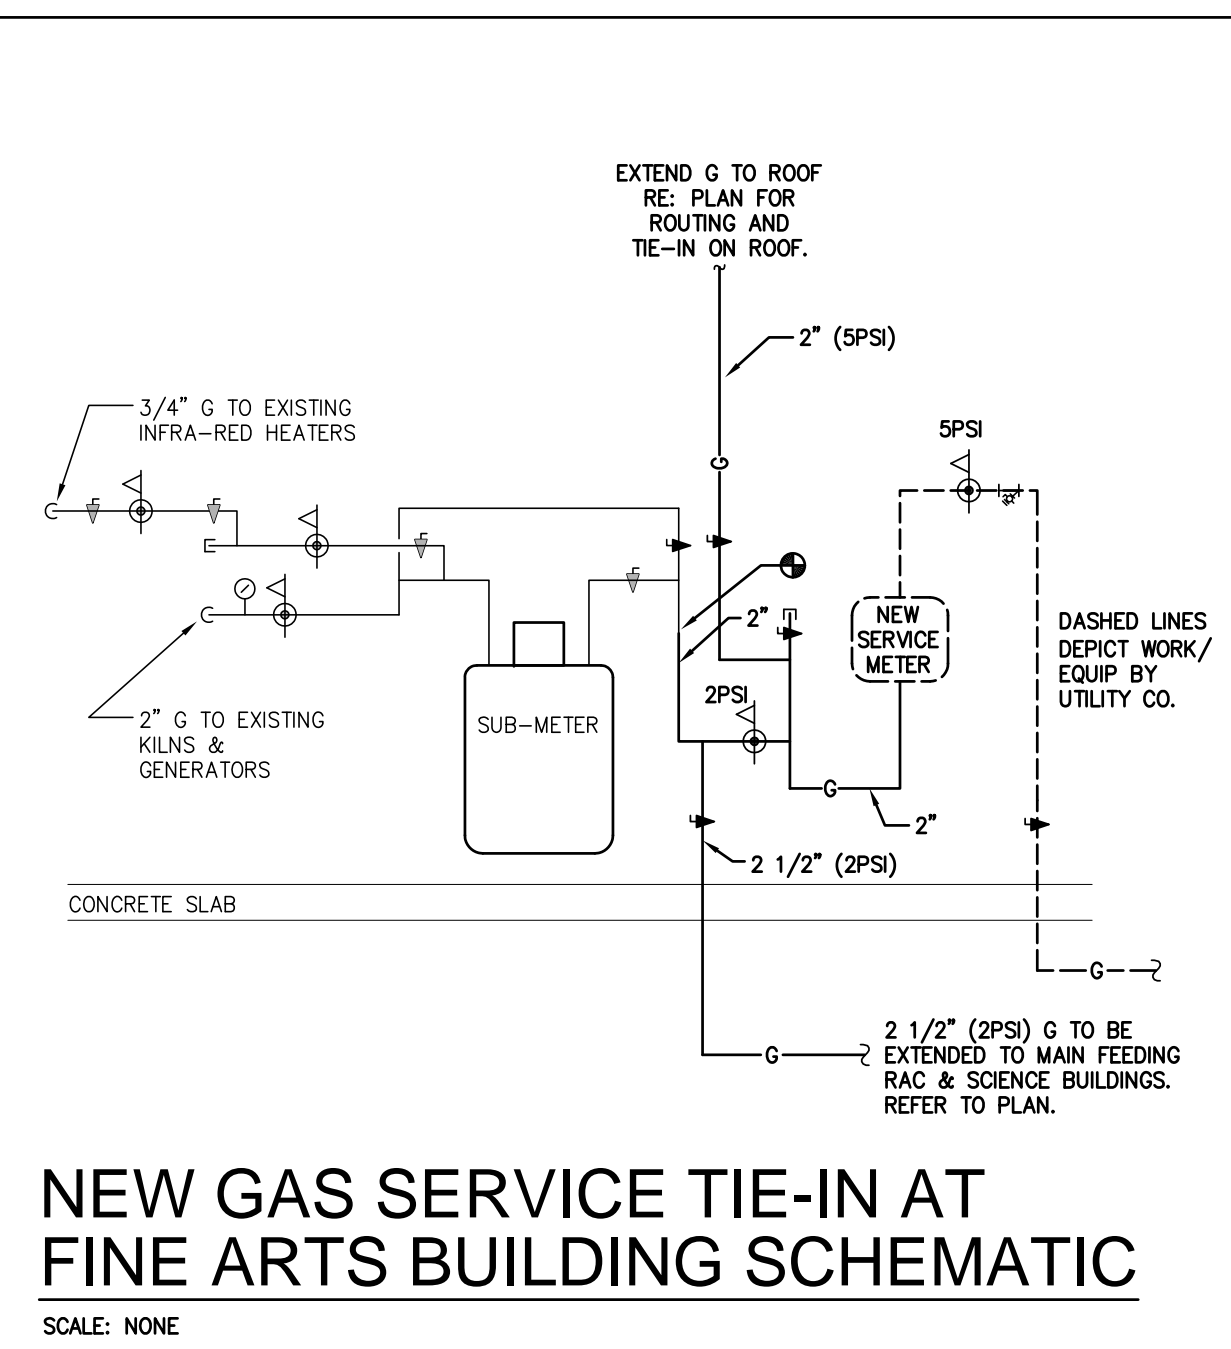 EXTEND G TO ROOF
RE: PLAN FOR
ROUTING AND
TIE-IN ON ROOF.
2" (5PSI)
3/4" G TO EXISTING
INFRA-RED HEATERS
5PSI
G
NEW
SERVICE
METER
2"
DASHED LINES
DEPICT WORK/
EQUIP BY
UTILITY CO.
2PSI
2" G TO EXISTING
KILNS &
GENERATORS
SUB-METER
G
2"
2 1/2" (2PSI)
CONCRETE SLAB
G
G
2 1/2" (2PSI) G TO BE
EXTENDED TO MAIN FEEDING
RAC & SCIENCE BUILDINGS.
REFER TO PLAN.
NEW GAS SERVICE TIE-IN AT
FINE ARTS BUILDING SCHEMATIC
SCALE: NONE